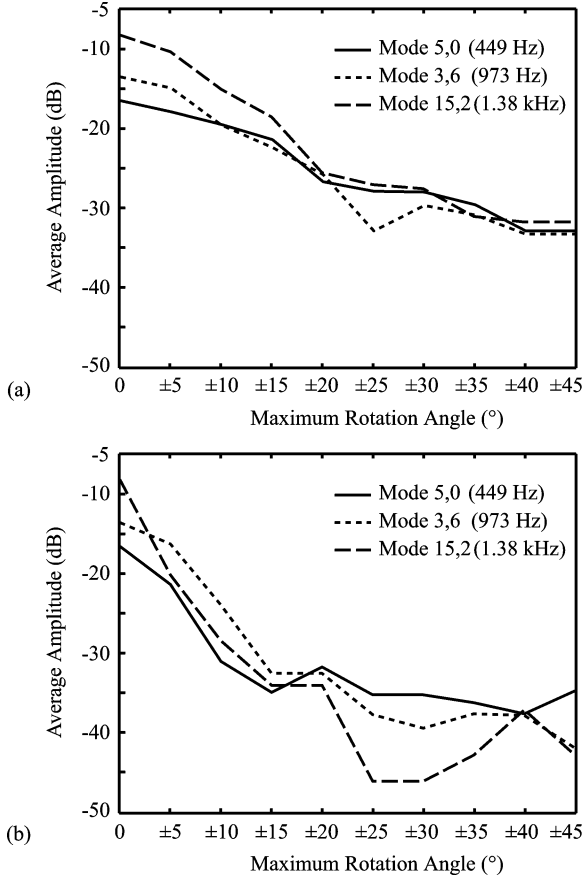 -5
-10
-20
-30
-40
-50
Average Amplitude (dB)
Mode 5,0 (449 Hz)
Mode 3,6 (973 Hz)
Mode 15,2 (1.38 kHz)
0 ±5 ±10 ±15 ±20 ±25 ±30 ±35 ±40 ±45
(a)
Maximum Rotation Angle (°)
-5
-10
-20
-30
-40
-50
Average Amplitude (dB)
Mode 5,0 (449 Hz)
Mode 3,6 (973 Hz)
Mode 15,2 (1.38 kHz)
0 ±5 ±10 ±15 ±20 ±25 ±30 ±35 ±40 ±45
(b)
Maximum Rotation Angle (°)